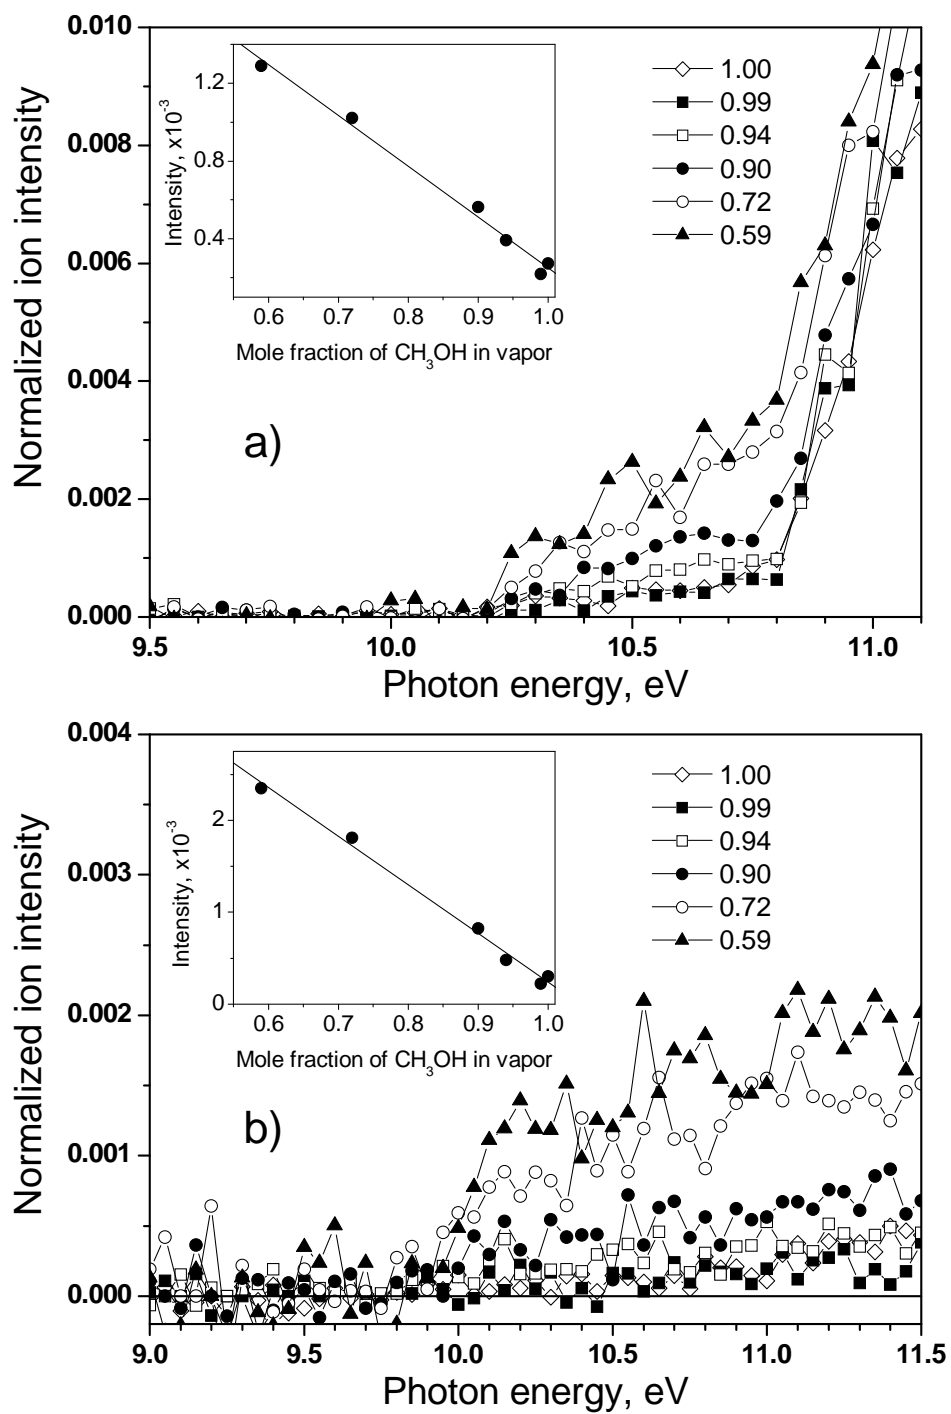 0.010
0.008
0.006
0.004
0.002
0.000
Normalized ion intensity
9.5 10.0 10.5 11.0
Photon energy, eV
1.00
0.99
0.94
0.90
0.72
0.59
a)
1.2
0.8
0.4
Intensity, x10⁻³
0.6 0.7 0.8 0.9 1.0
Mole fraction of CH₃OH in vapor
0.004
0.003
0.002
0.001
0.000
Normalized ion intensity
9.0 9.5 10.0 10.5 11.0 11.5
Photon energy, eV
1.00
0.99
0.94
0.90
0.72
0.59
b)
2
1
0
Intensity, x10⁻³
0.6 0.7 0.8 0.9 1.0
Mole fraction of CH₃OH in vapor